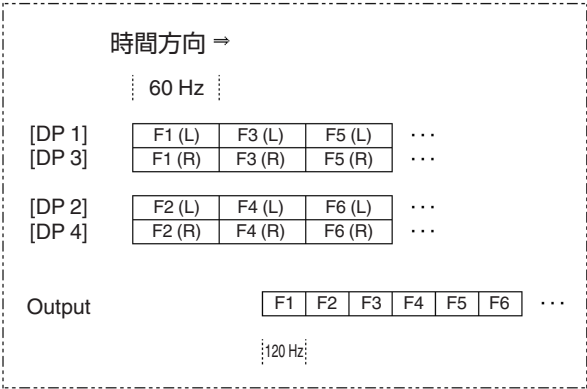 時間方向 ⇒
60 Hz
[DP 1] F1 (L) F3 (L) F5 (L) ···
[DP 3] F1 (R) F3 (R) F5 (R) ···
[DP 2] F2 (L) F4 (L) F6 (L) ···
[DP 4] F2 (R) F4 (R) F6 (R) ···
Output F1 F2 F3 F4 F5 F6 ···
120 Hz